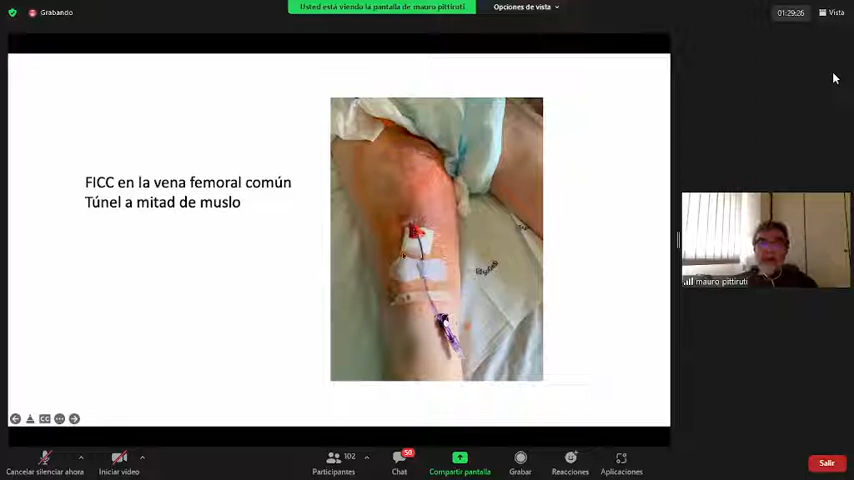 Grabando
Usted está viendo la pantalla de mauro pittiruti
Opciones de vista
01:29:26
Vista
FICC en la vena femoral común
Túnel a mitad de muslo
mauro pittiruti
CC
Cancelar silenciar ahora
Iniciar video
102
Participantes
58
Chat
Compartir pantalla
Grabar
Reacciones
Aplicaciones
Salir